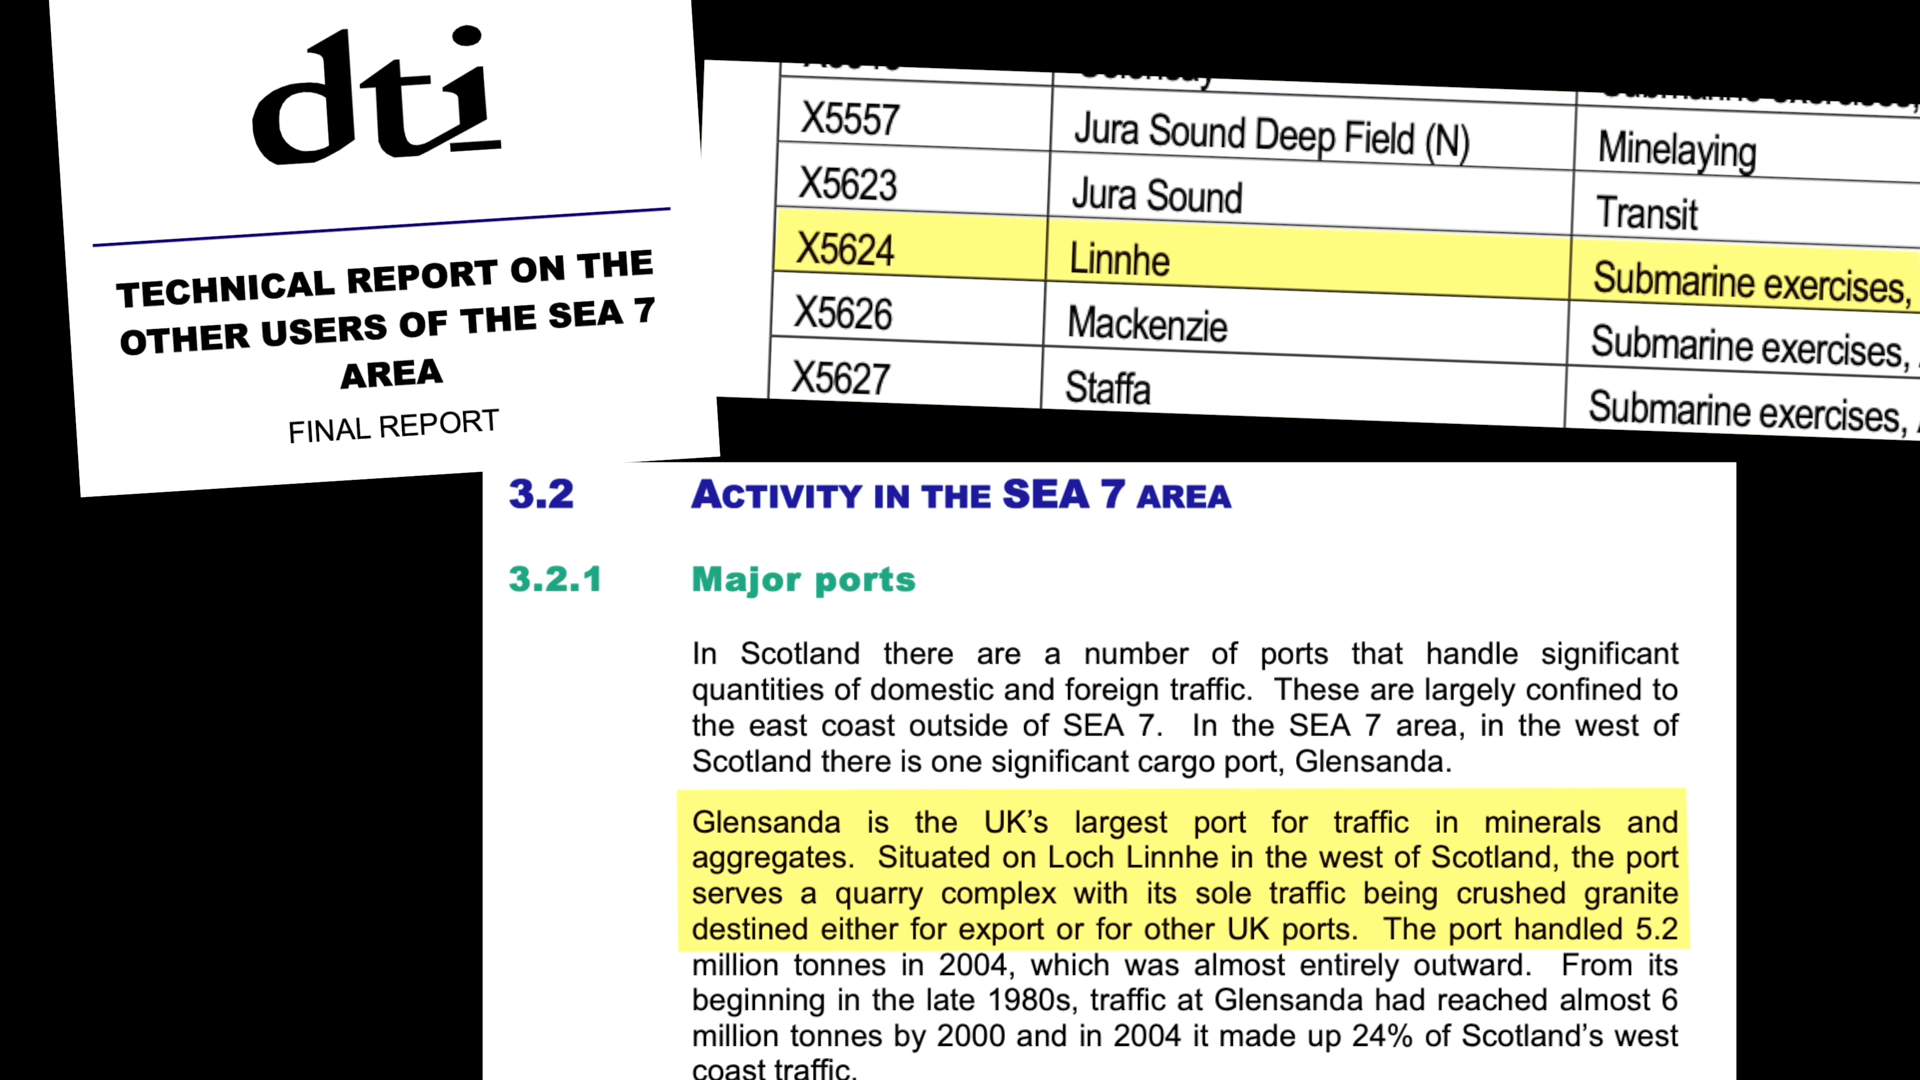 dti
TECHNICAL REPORT ON THE
OTHER USERS OF THE SEA 7
AREA
FINAL REPORT
X5557 Jura Sound Deep Field (N) Minelaying
X5623 Jura Sound Transit
X5624 Linnhe Submarine exercises,
X5626 Mackenzie Submarine exercises,
X5627 Staffa Submarine exercises,
3.2 ACTIVITY IN THE SEA 7 AREA
3.2.1 Major ports
In Scotland there are a number of ports that handle significant
quantities of domestic and foreign traffic. These are largely confined to
the east coast outside of SEA 7. In the SEA 7 area, in the west of
Scotland there is one significant cargo port, Glensanda.
Glensanda is the UK's largest port for traffic in minerals and
aggregates. Situated on Loch Linnhe in the west of Scotland, the port
serves a quarry complex with its sole traffic being crushed granite
destined either for export or for other UK ports. The port handled 5.2
million tonnes in 2004, which was almost entirely outward. From its
beginning in the late 1980s, traffic at Glensanda had reached almost 6
million tonnes by 2000 and in 2004 it made up 24% of Scotland's west
coast traffic.